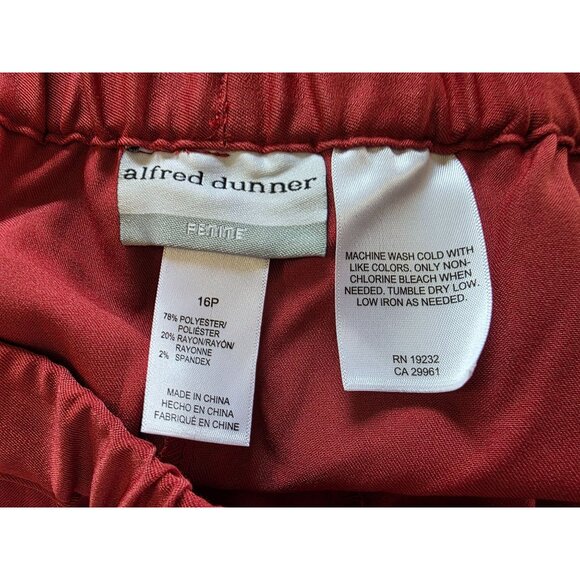 alfred dunner
PETITE
16P
78% POLYESTER/
POLIÉSTER
20% RAYON/RAYÓN/
RAYONNE
2% SPANDEX
MADE IN CHINA
HECHO EN CHINA
FABRIQUÉ EN CHINE
MACHINE WASH COLD WITH
LIKE COLORS. ONLY NON-
CHLORINE BLEACH WHEN
NEEDED. TUMBLE DRY LOW.
LOW IRON AS NEEDED.
RN 19232
CA 29961